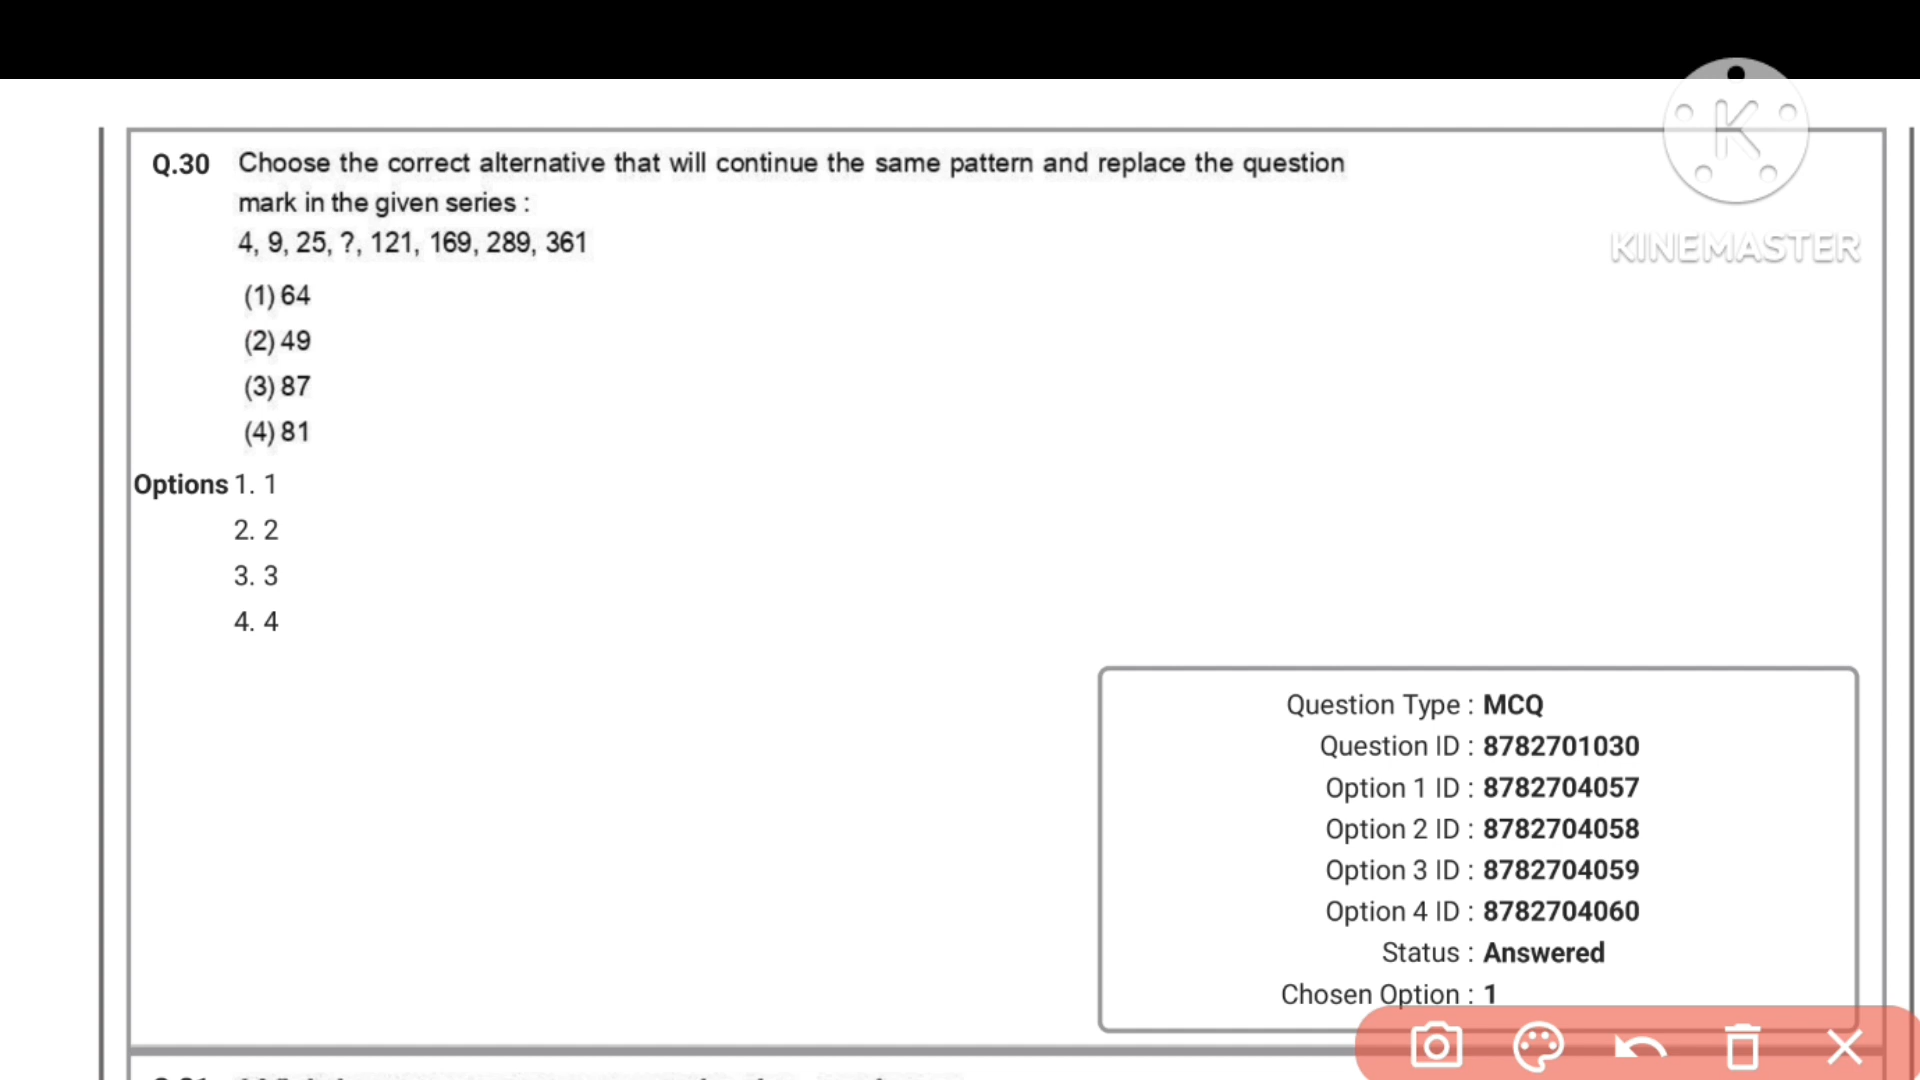 KINEMASTER
Q.30 Choose the correct alternative that will continue the same pattern and replace the question
mark in the given series :
4, 9, 25, ?, 121, 169, 289, 361
(1) 64
(2) 49
(3) 87
(4) 81
Options 1. 1
2. 2
3. 3
4. 4
Question Type : MCQ
Question ID : 8782701030
Option 1 ID : 8782704057
Option 2 ID : 8782704058
Option 3 ID : 8782704059
Option 4 ID : 8782704060
Status : Answered
Chosen Option : 1